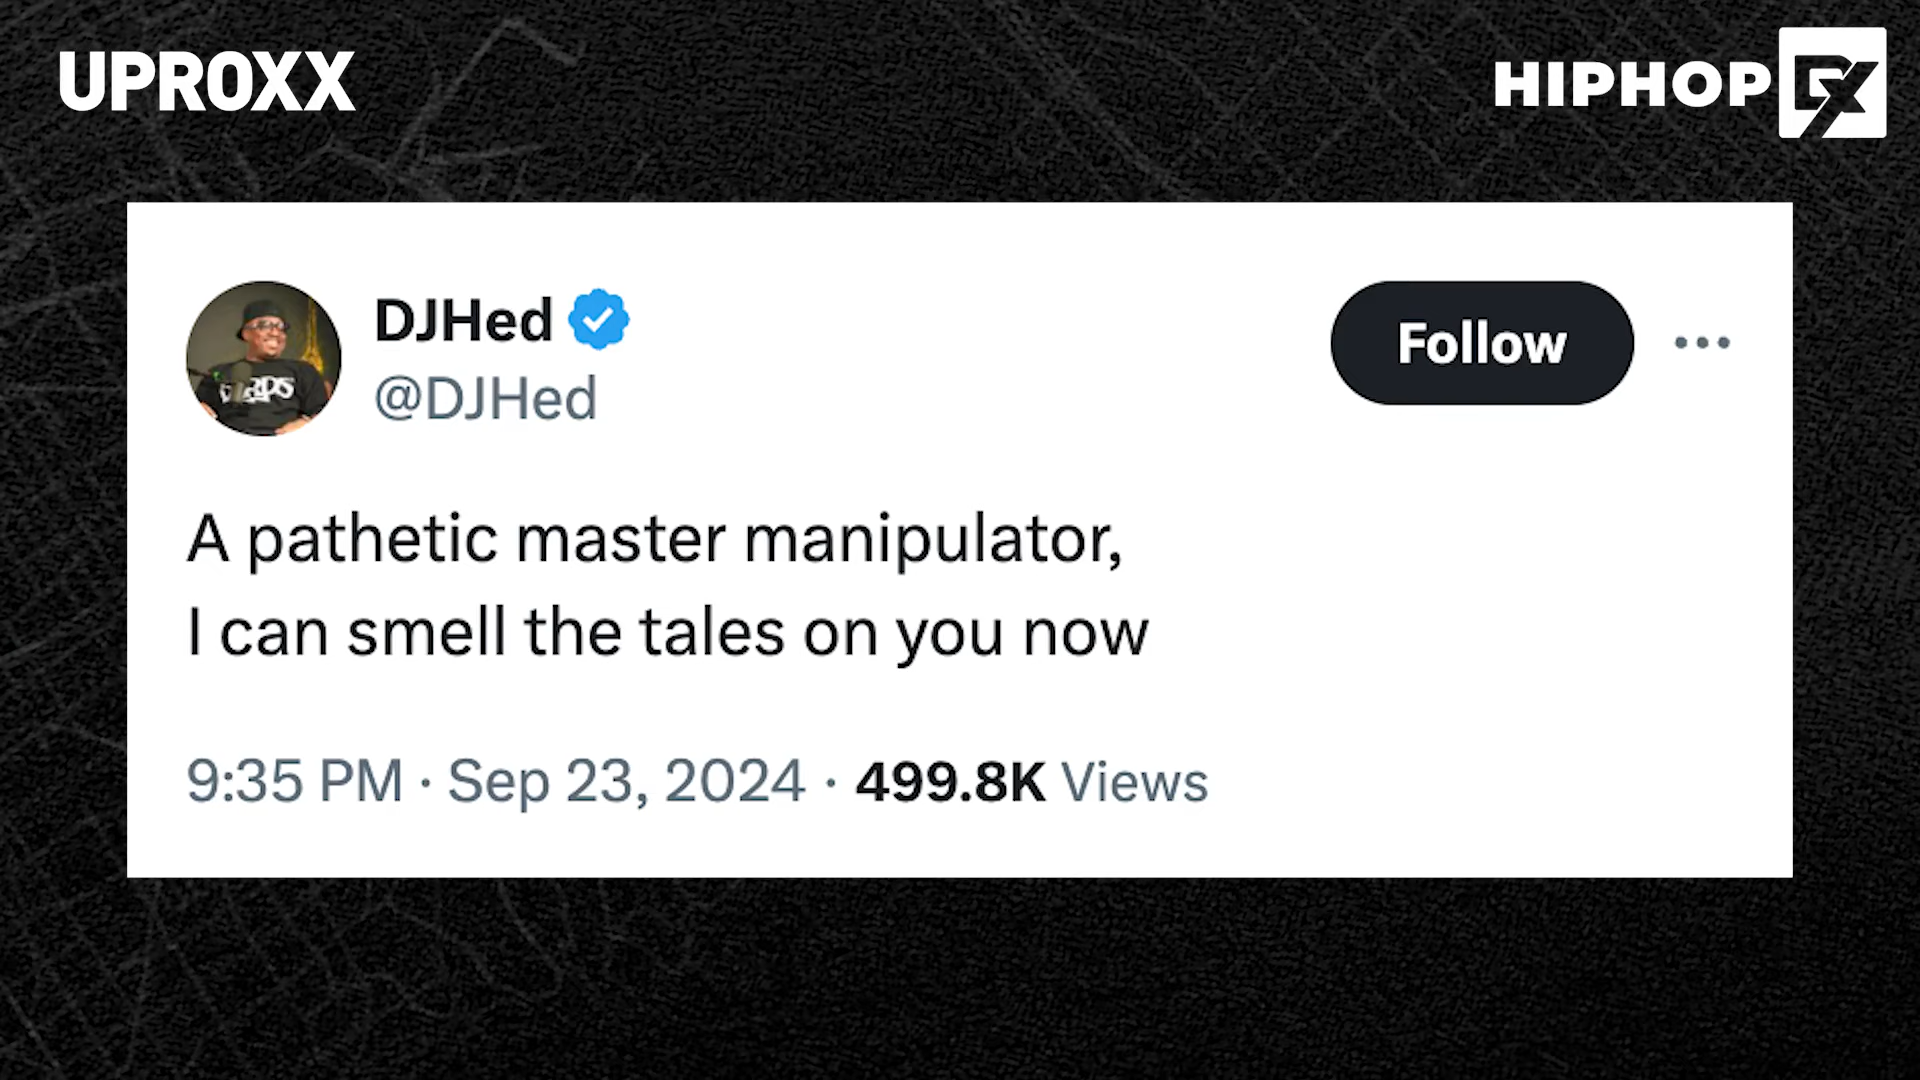 UPROXX
HIPHOP DX
DJHed
@DJHed
Follow
A pathetic master manipulator,
I can smell the tales on you now
9:35 PM · Sep 23, 2024 · 499.8K Views